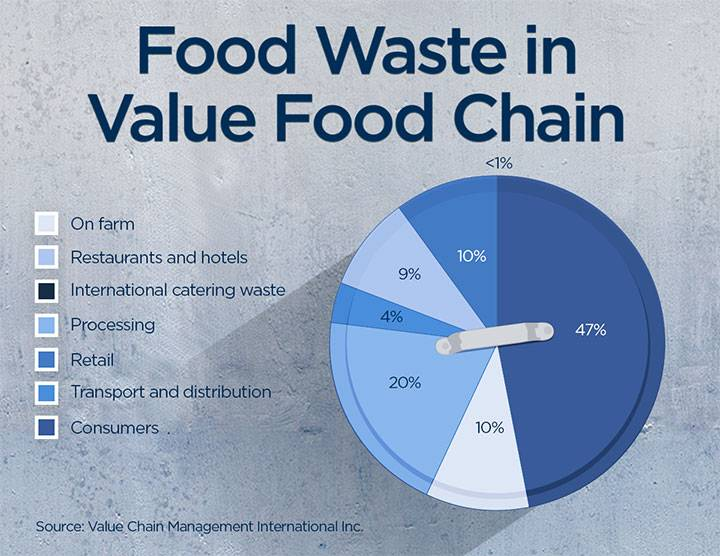 Food Waste in
Value Food Chain
<1%
On farm
Restaurants and hotels
International catering waste
Processing
Retail
Transport and distribution
Consumers .
10%
9%
4%
47%
20%
10%
Source: Value Chain Management International Inc.